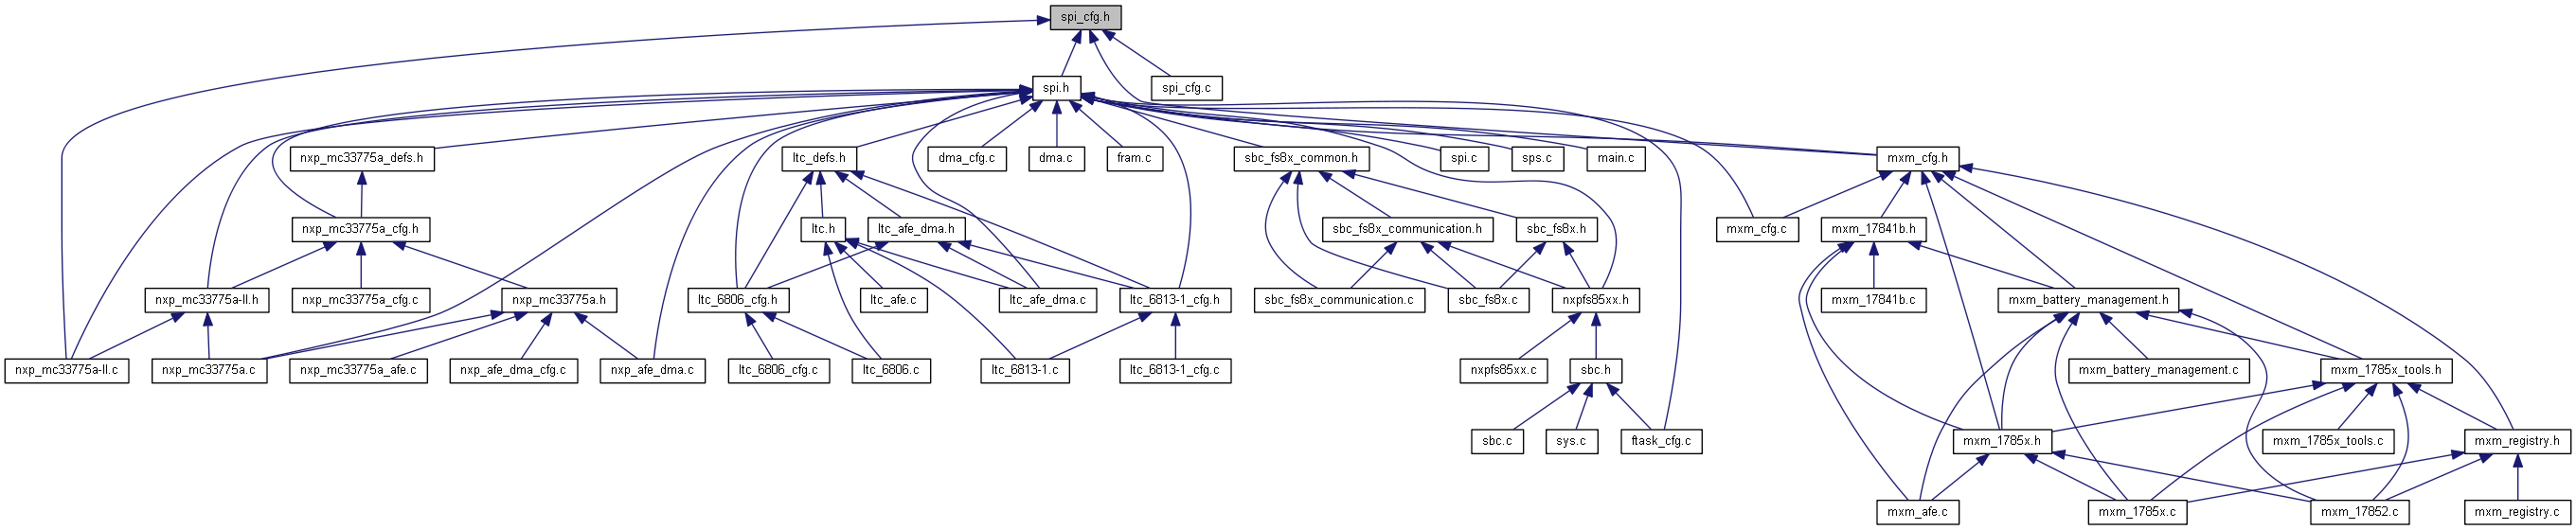 spi_cfg.h
spi.h
spi_cfg.c
nxp_mc33775a_defs.h
ltc_defs.h
dma_cfg.c
dma.c
fram.c
sbc_fs8x_common.h
spi.c
sps.c
main.c
mxm_cfg.h
nxp_mc33775a_cfg.h
ltc.h
ltc_afe_dma.h
sbc_fs8x_communication.h
sbc_fs8x.h
mxm_cfg.c
mxm_17841b.h
nxp_mc33775a-ll.h
nxp_mc33775a_cfg.c
nxp_mc33775a.h
ltc_6806_cfg.h
ltc_afe.c
ltc_afe_dma.c
ltc_6813-1_cfg.h
sbc_fs8x_communication.c
sbc_fs8x.c
nxpfs85xx.h
mxm_17841b.c
mxm_battery_management.h
nxp_mc33775a-ll.c
nxp_mc33775a.c
nxp_mc33775a_afe.c
nxp_afe_dma_cfg.c
nxp_afe_dma.c
ltc_6806_cfg.c
ltc_6806.c
ltc_6813-1.c
ltc_6813-1_cfg.c
nxpfs85xx.c
sbc.h
mxm_battery_management.c
mxm_1785x_tools.h
sbc.c
sys.c
ftask_cfg.c
mxm_1785x.h
mxm_1785x_tools.c
mxm_registry.h
mxm_afe.c
mxm_1785x.c
mxm_17852.c
mxm_registry.c